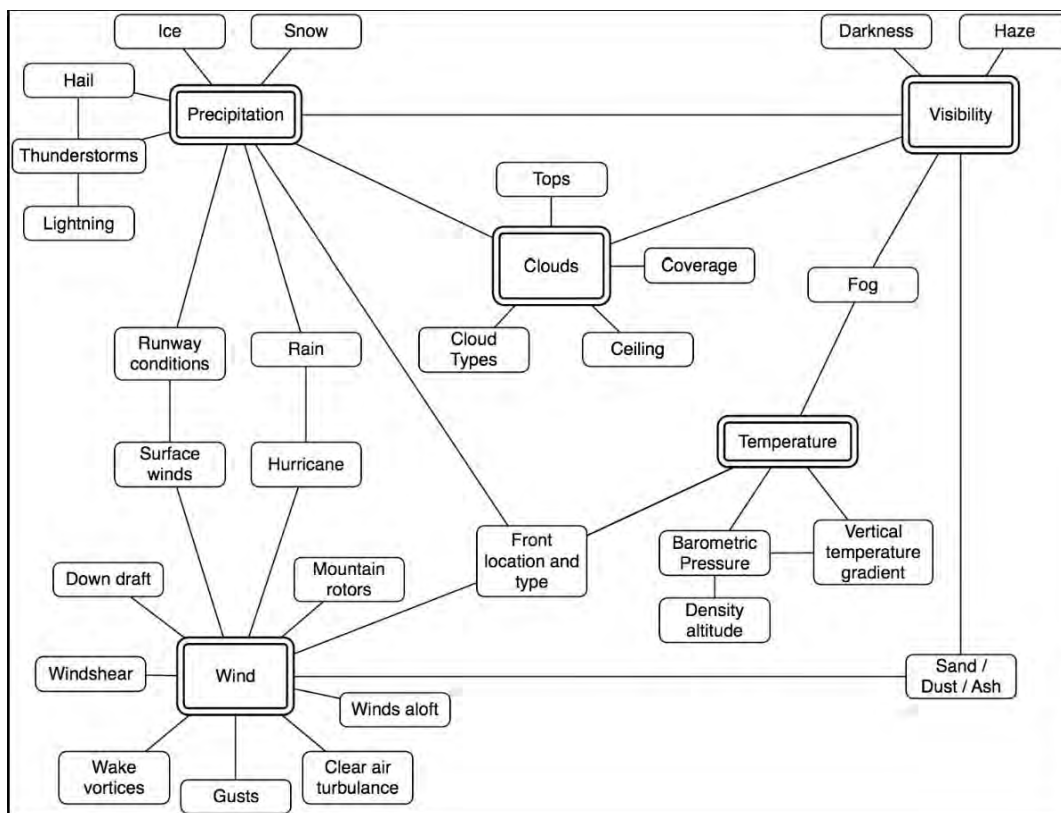 Ice
Snow
Darkness
Haze
Hail
Precipitation
Visibility
Thunderstorms
Tops
Lightning
Clouds
Coverage
Fog
Runway
conditions
Rain
Cloud
Types
Ceiling
Surface
winds
Hurricane
Temperature
Front
location and
type
Barometric
Pressure
Vertical
temperature
gradient
Down draft
Mountain
rotors
Density
altitude
Windshear
Wind
Sand /
Dust / Ash
Winds aloft
Wake
vortices
Gusts
Clear air
turbulance